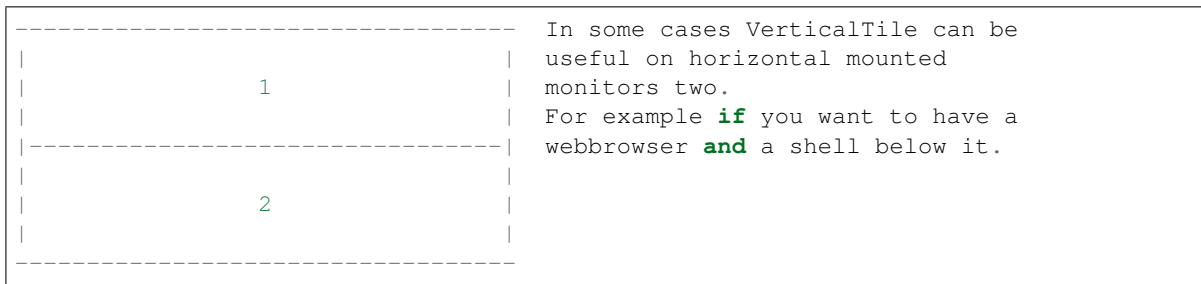 ----------------------------------- In some cases VerticalTile can be
|                                 | useful on horizontal mounted
|                1                | monitors two.
|                                 | For example if you want to have a
|---------------------------------| webbrowser and a shell below it.
|                                 |
|                2                |
|                                 |
-----------------------------------